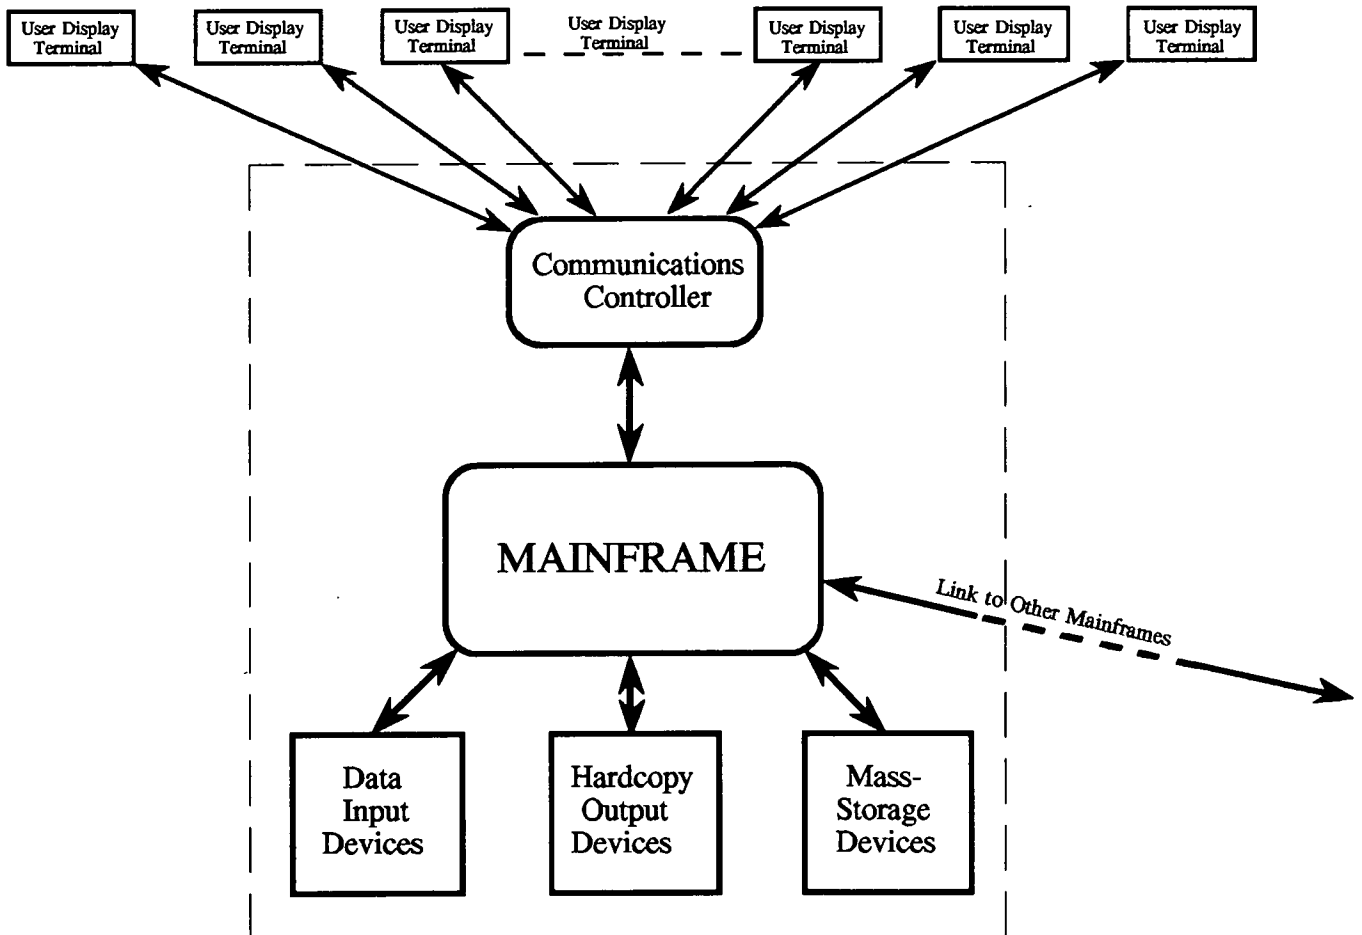 User Display
Terminal
User Display
Terminal
User Display
Terminal
User Display
Terminal
User Display
Terminal
User Display
Terminal
User Display
Terminal
Communications
Controller
MAINFRAME
Link to Other Mainframes
Data
Input
Devices
Hardcopy
Output
Devices
Mass-
Storage
Devices